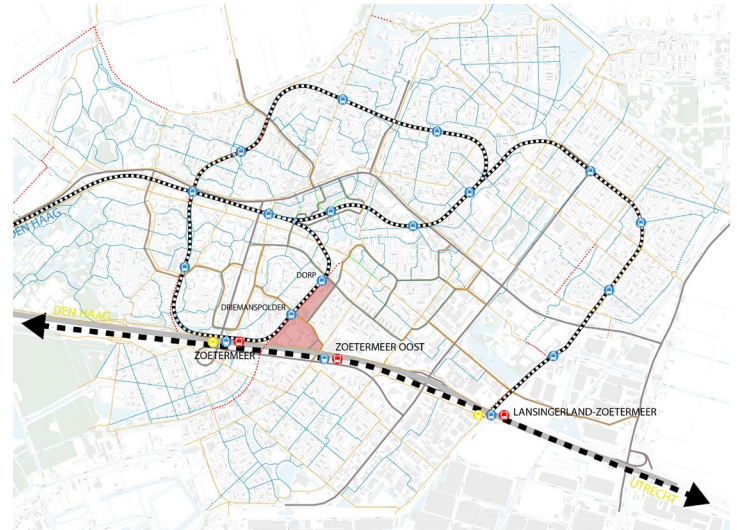 DEN HAAG
DORP
DRIEMANSPOLDER
DEN HAAG
ZOETERMEER
ZOETERMEER OOST
LANSINGERLAND-ZOETERMEER
UTRECHT